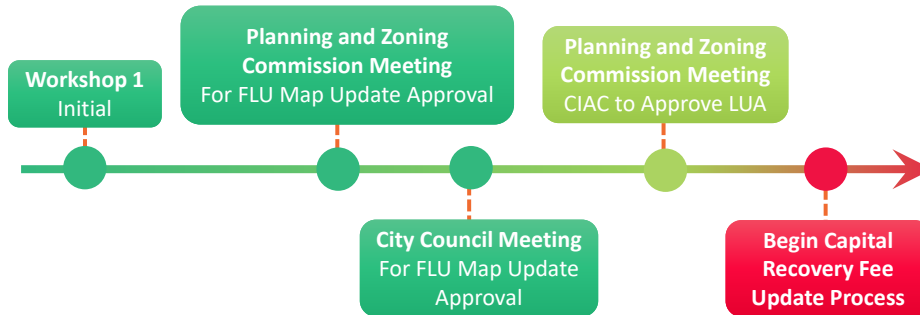 Workshop 1
Initial
Planning and Zoning
Commission Meeting
For FLU Map Update Approval
City Council Meeting
For FLU Map Update
Approval
Planning and Zoning
Commission Meeting
CIAC to Approve LUA
Begin Capital
Recovery Fee
Update Process